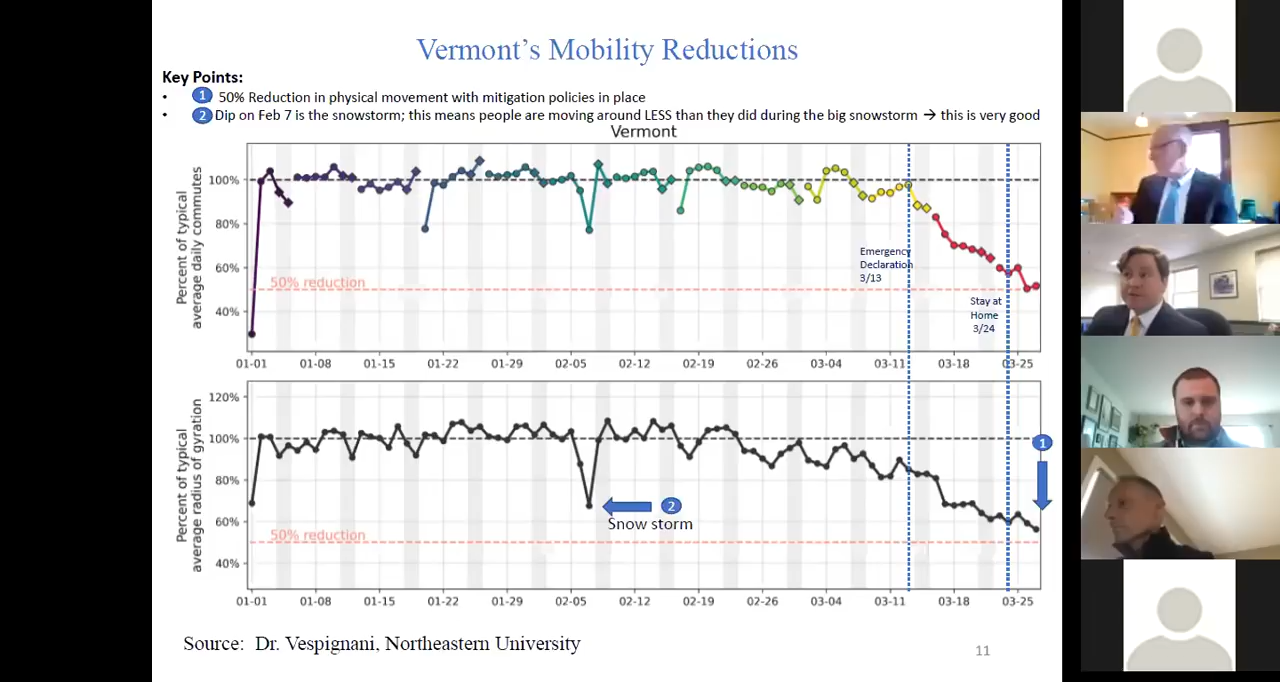 Vermont's Mobility Reductions
Key Points:
• 1 50% Reduction in physical movement with mitigation policies in place
• 2 Dip on Feb 7 is the snowstorm; this means people are moving around LESS than they did during the big snowstorm → this is very good
Vermont
Percent of typical
average daily commutes
100%
80%
60%
40%
50% reduction
Emergency
Declaration
3/13
Stay at
Home
3/24
01-01 01-08 01-15 01-22 01-29 02-05 02-12 02-19 02-26 03-04 03-11 03-18 03-25
Percent of typical
average radius of gyration
120%
100%
80%
60%
40%
1
2
Snow storm
50% reduction
01-01 01-08 01-15 01-22 01-29 02-05 02-12 02-19 02-26 03-04 03-11 03-18 03-25
Source: Dr. Vespignani, Northeastern University
11